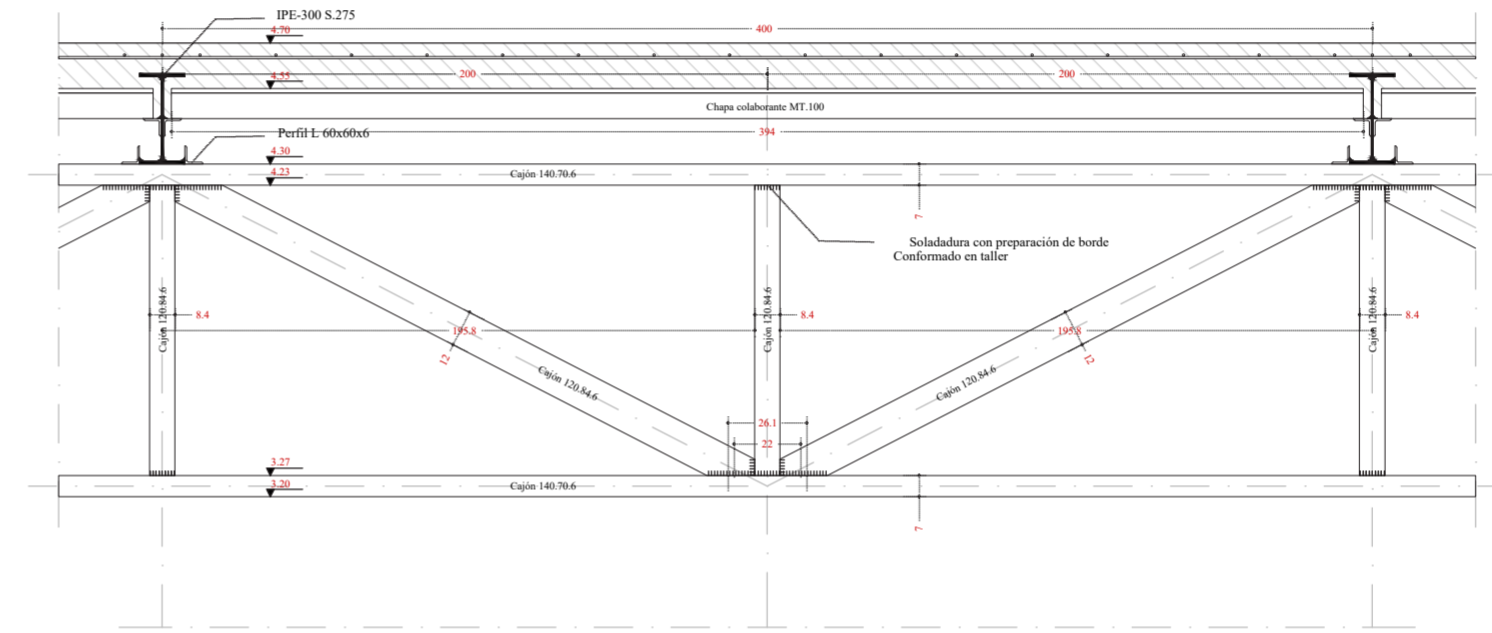 IPE-300 S.275
4.70
400
4.55
200
200
Chapa colaborante MT.100
394
Perfil L 60x60x6
4.30
4.23
Cajón 140.70.6
7
Soladadura con preparación de borde
Conformado en taller
Cajón 120.84.6
8.4
195.8
12
Cajón 120.84.6
Cajón 120.84.6
8.4
195.8
12
Cajón 120.84.6
Cajón 120.84.6
8.4
26.1
22
3.27
3.20
Cajón 140.70.6
7